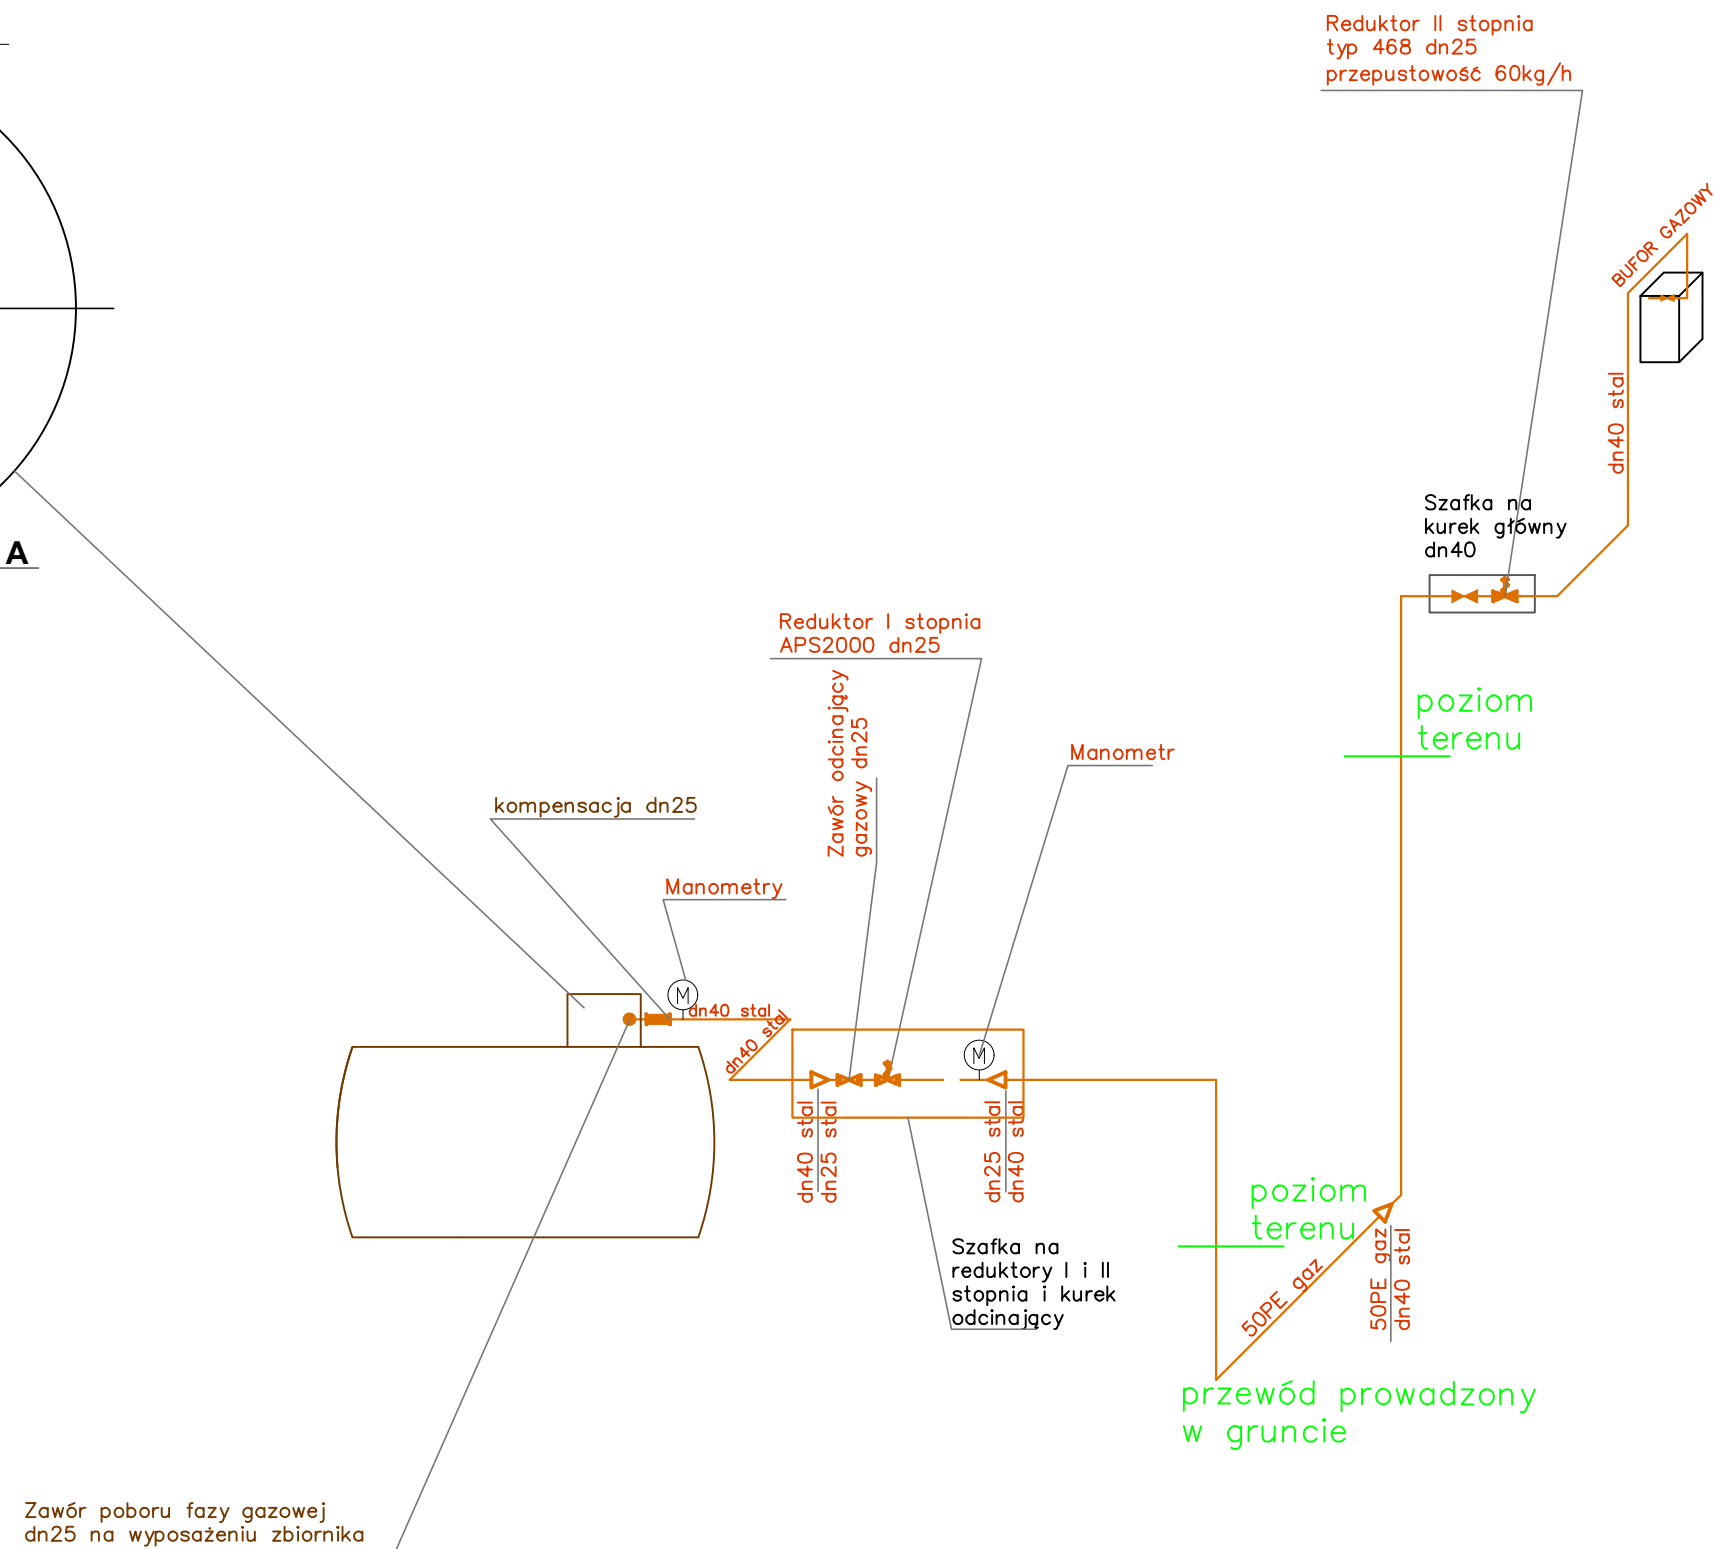 Reduktor II stopnia
typ 468 dn25
przepustowość 60kg/h
BUFOR GAZOWY
dn40 stal
Szafka na
kurek główny
dn40
A
Reduktor I stopnia
APS2000 dn25
Zawór odcinający
gazowy dn25
poziom
terenu
Manometr
kompensacja dn25
Manometry
M
dn40 stal
dn40 stal
M
dn40 stal
dn25 stal
dn25 stal
dn40 stal
poziom
terenu
Szafka na
reduktory I i II
stopnia i kurek
odcinający
50PE gaz
50PE gaz
dn40 stal
przewód prowadzony
w gruncie
Zawór poboru fazy gazowej
dn25 na wyposażeniu zbiornika